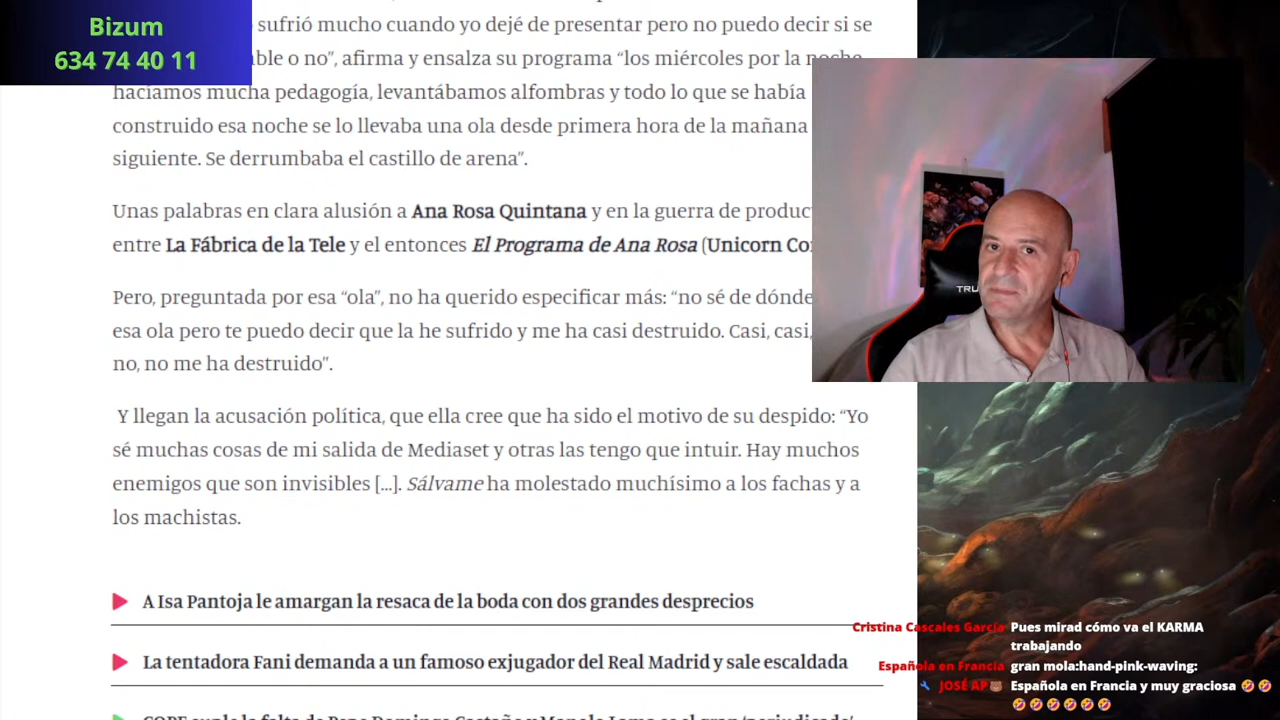 Bizum
634 74 40 11
sufrió mucho cuando yo dejé de presentar pero no puedo decir si se
ble o no”, afirma y ensalza su programa “los miércoles por la noche
hacíamos mucha pedagogía, levantábamos alfombras y todo lo que se había
construido esa noche se lo llevaba una ola desde primera hora de la mañana
siguiente. Se derrumbaba el castillo de arena”.
Unas palabras en clara alusión a Ana Rosa Quintana y en la guerra de produc
entre La Fábrica de la Tele y el entonces El Programa de Ana Rosa (Unicorn Co
Pero, preguntada por esa “ola”, no ha querido especificar más: “no sé de dónde
esa ola pero te puedo decir que la he sufrido y me ha casi destruido. Casi, casi,
no, no me ha destruido”.
Y llegan la acusación política, que ella cree que ha sido el motivo de su despido: “Yo
sé muchas cosas de mi salida de Mediaset y otras las tengo que intuir. Hay muchos
enemigos que son invisibles [...]. Sálvame ha molestado muchísimo a los fachas y a
los machistas.
TRU
A Isa Pantoja le amargan la resaca de la boda con dos grandes desprecios
La tentadora Fani demanda a un famoso exjugador del Real Madrid y sale escaldada
Cristina Cascales García Pues mirad cómo va el KARMA
trabajando
Española en Francia gran mola:hand-pink-waving:
JOSÉ AP🐻 Española en Francia y muy graciosa 🤣🤣
🤣🤣🤣🤣🤣🤣